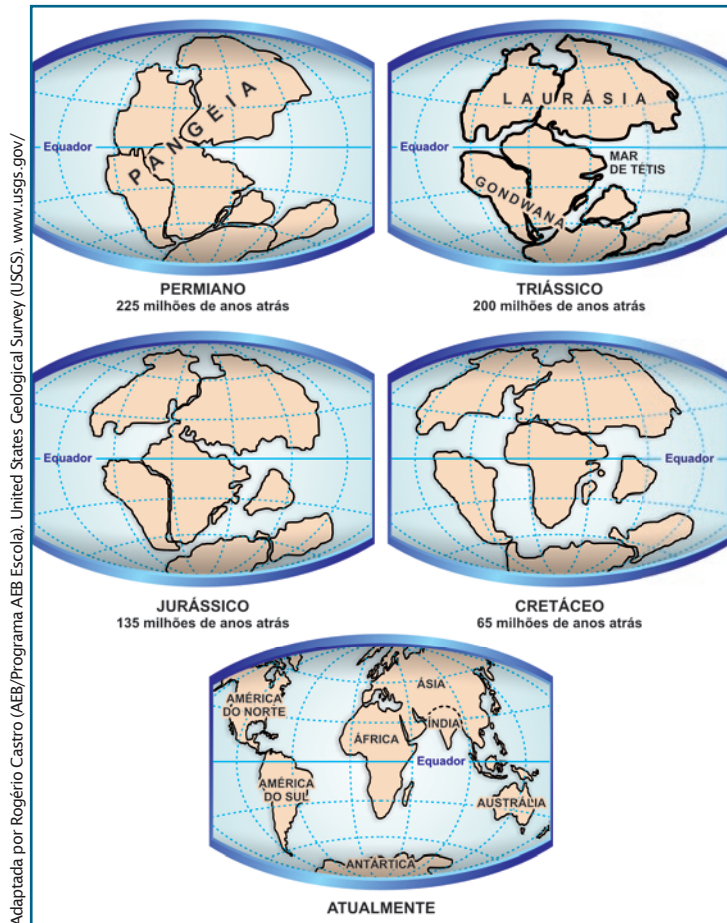 Adaptada por Rogério Castro (AEB/Programa AEB Escola). United States Geological Survey (USGS). www.usgs.gov/
PANGÉIA
Equador
PERMIANO
225 milhões de anos atrás
LAURÁSIA
Equador
MAR
DE TÉTIS
GONDWANA
TRIÁSSICO
200 milhões de anos atrás
Equador
JURÁSSICO
135 milhões de anos atrás
Equador
CRETÁCEO
65 milhões de anos atrás
AMÉRICA
DO NORTE
ÁSIA
ÍNDIA
ÁFRICA
Equador
AMÉRICA
DO SUL
AUSTRÁLIA
ANTÁRTICA
ATUALMENTE